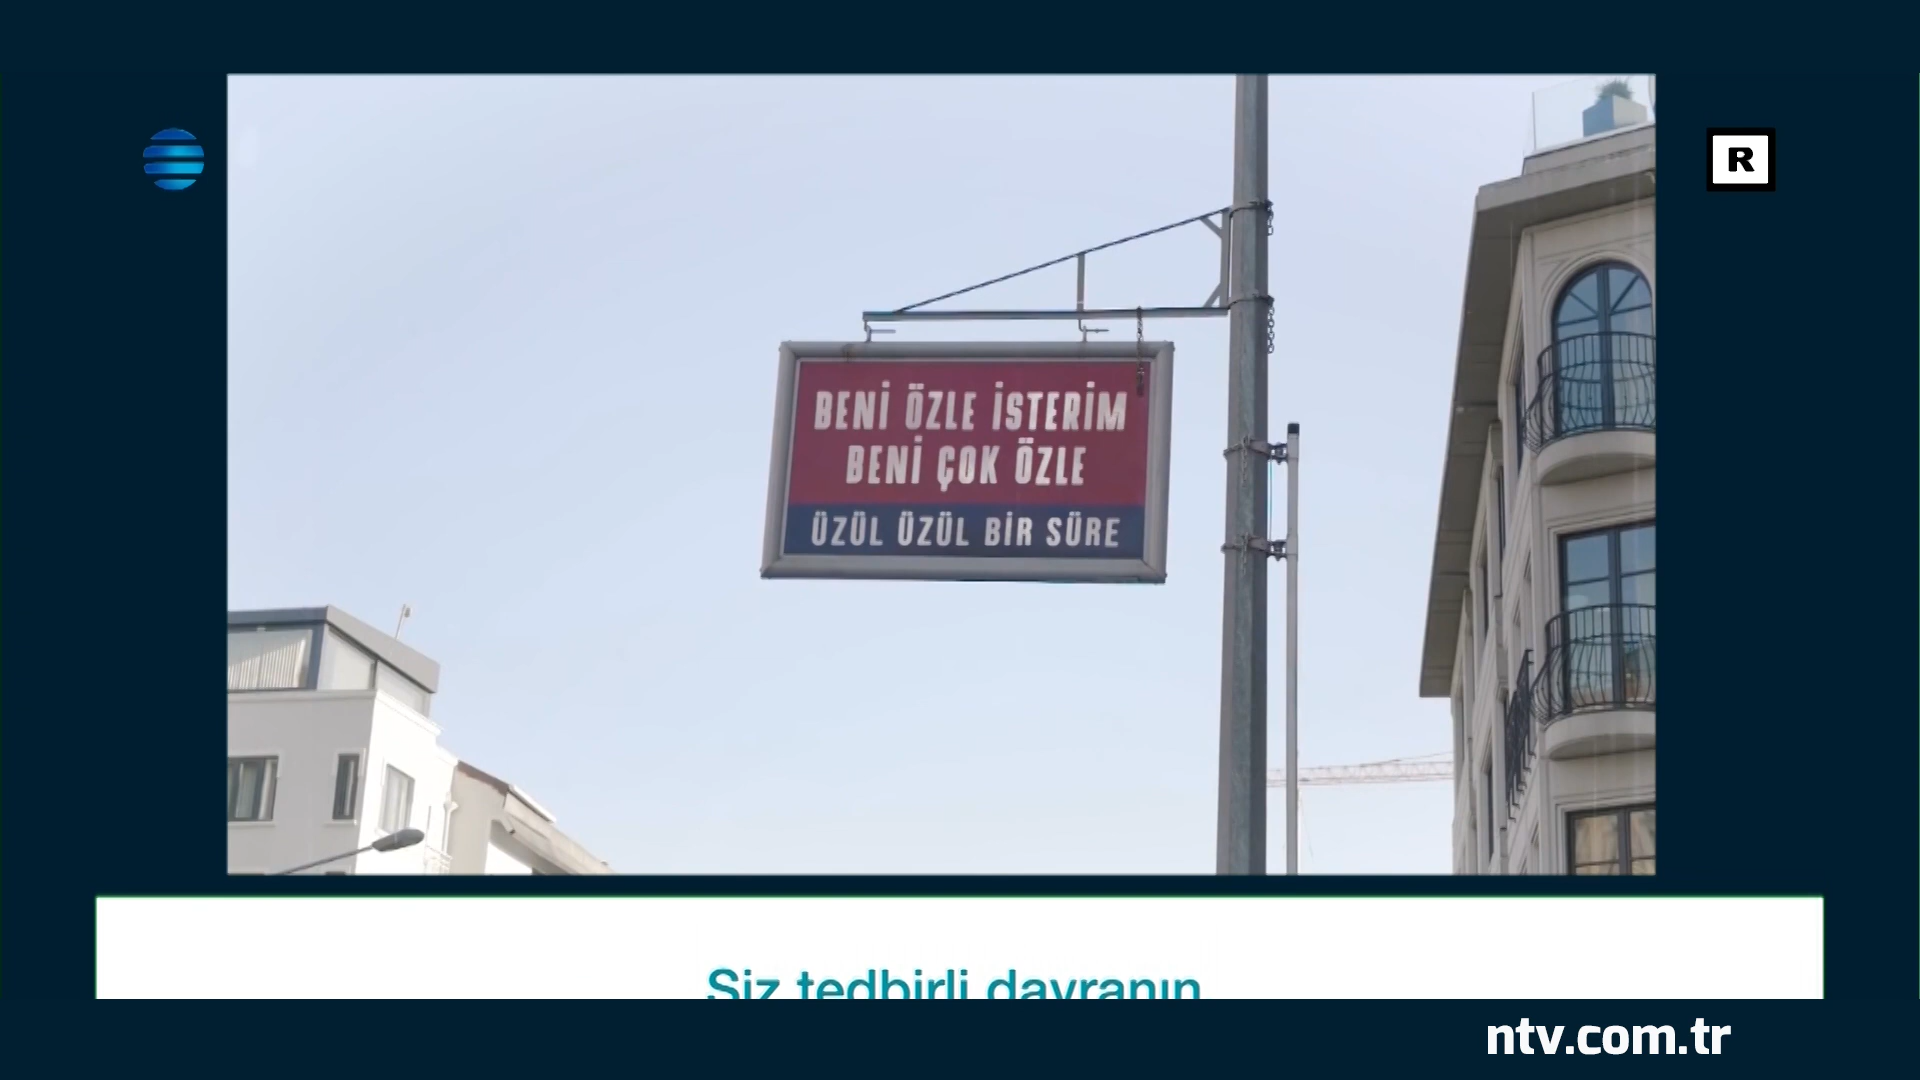 R
BENİ ÖZLE İSTERİM
BENİ ÇOK ÖZLE
ÜZÜL ÜZÜL BİR SÜRE
Siz tedbirli davranın
ntv.com.tr